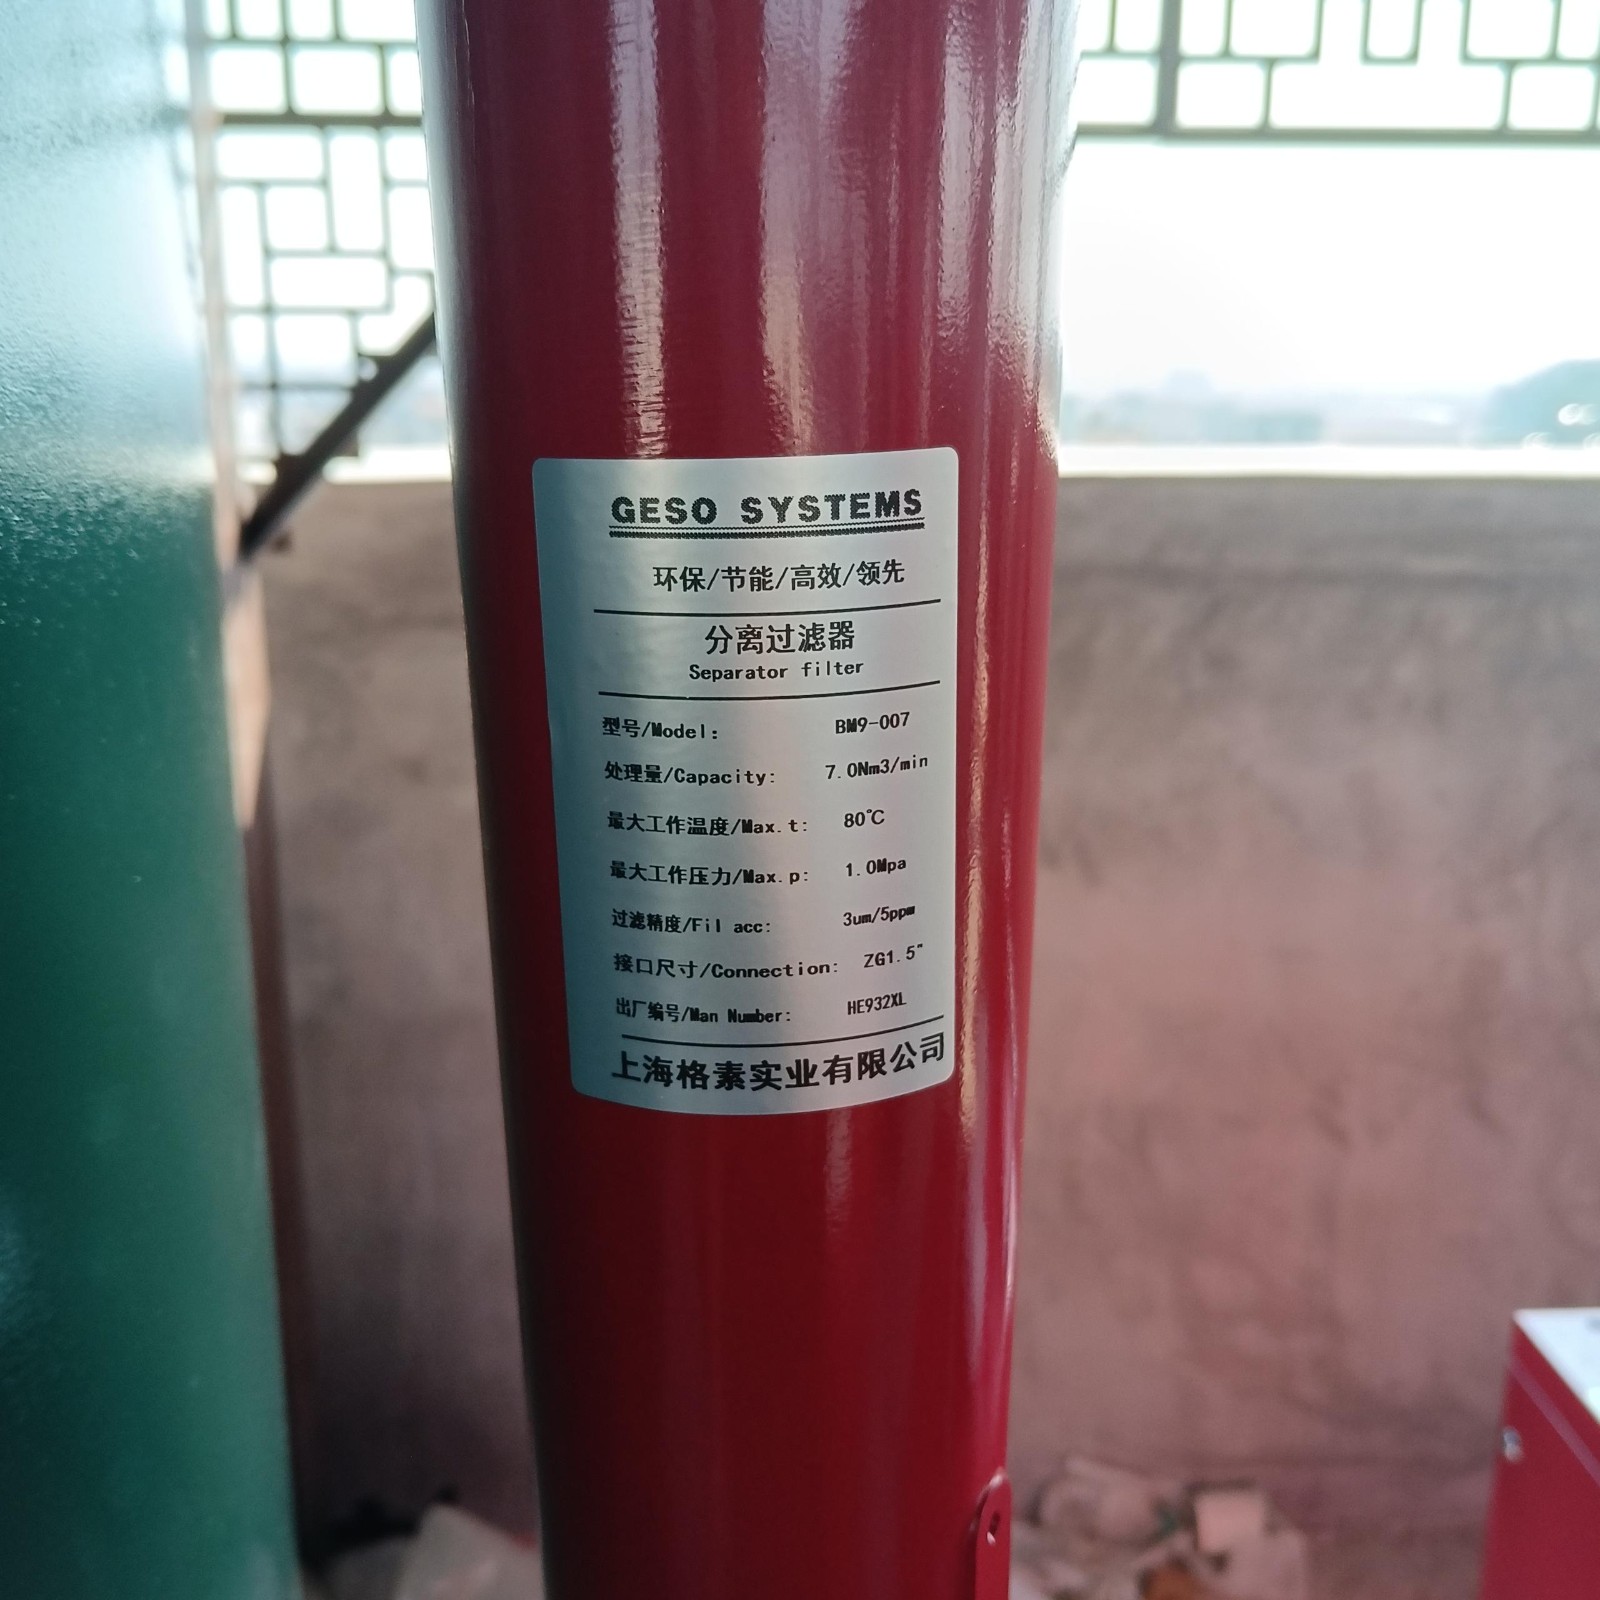 GESO SYSTEMS
环保/节能/高效/领先
分离过滤器
Separator filter
型号/Model: BM9-007
处理量/Capacity: 7.0Nm3/min
最大工作温度/Max.t: 80℃
最大工作压力/Max.p: 1.0Mpa
过滤精度/Fil acc: 3um/5ppm
接口尺寸/Connection: ZG1.5"
出厂编号/Man Number: HE932XL
上海格素实业有限公司